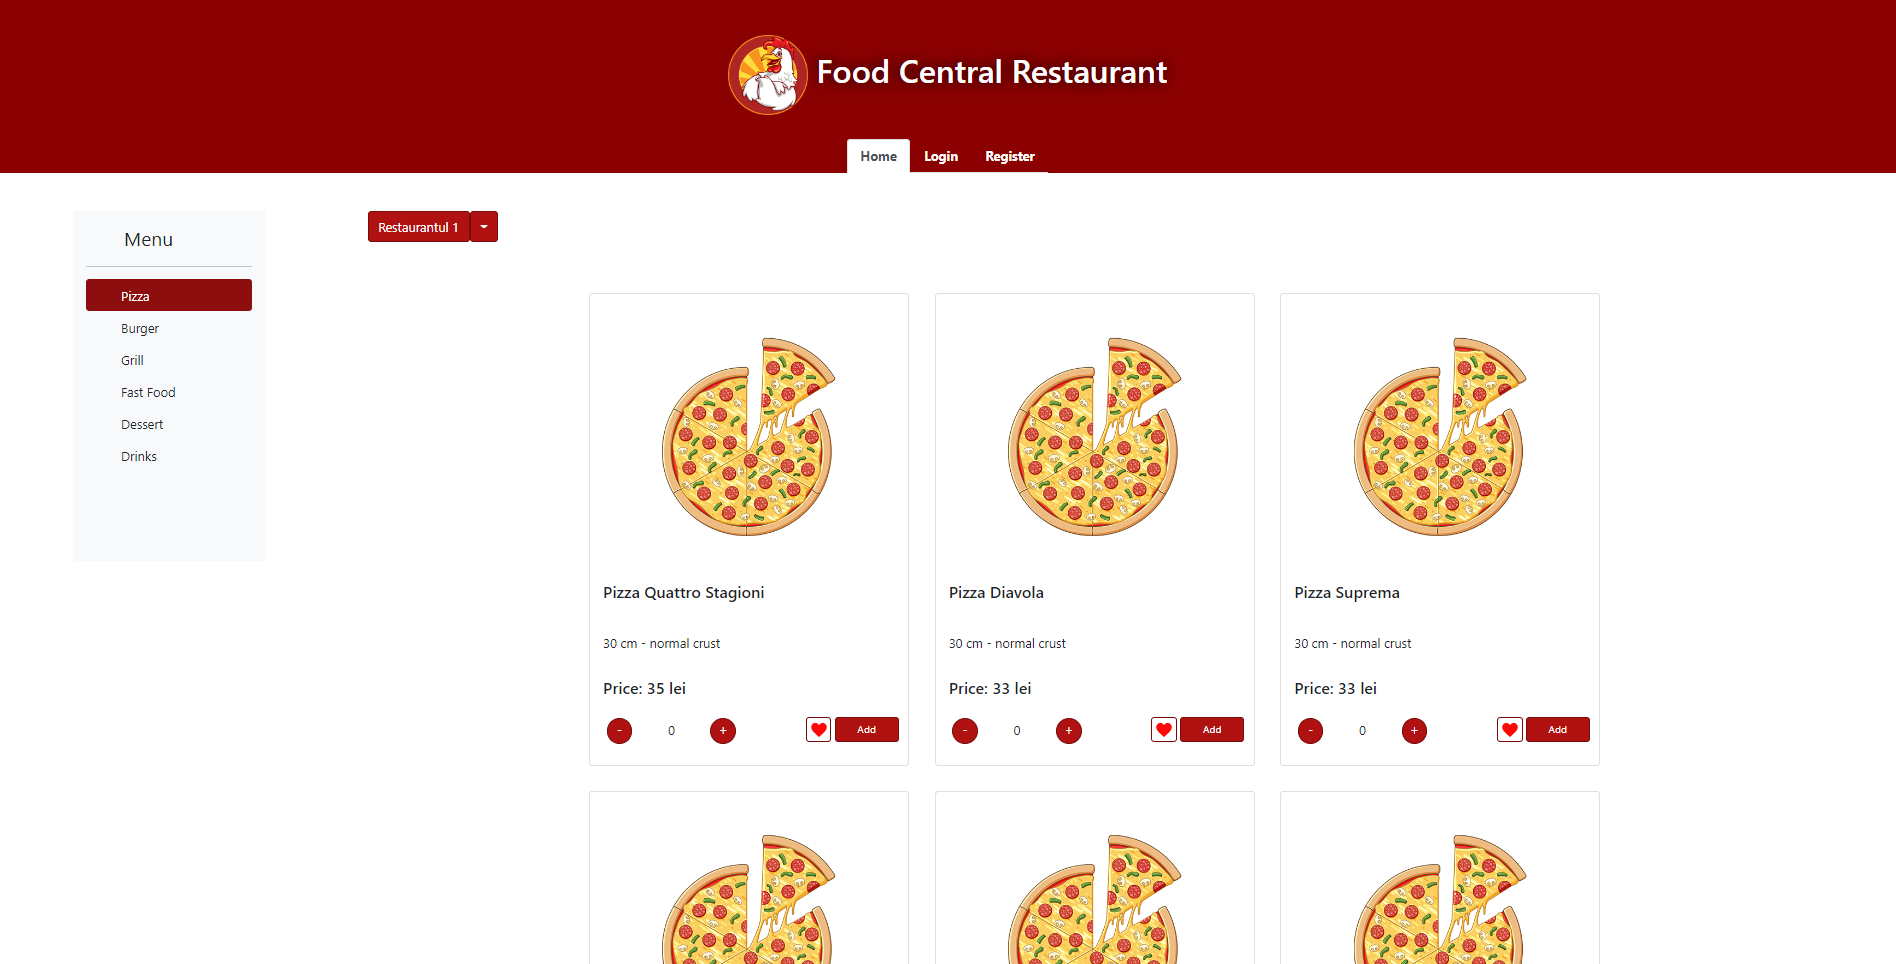 Food Central Restaurant
Home Login Register
Menu
Pizza
Burger
Grill
Fast Food
Dessert
Drinks
Restaurantul 1
Pizza Quattro Stagioni
30 cm - normal crust
Price: 35 lei
- 0 + Add
Pizza Diavola
30 cm - normal crust
Price: 33 lei
- 0 + Add
Pizza Suprema
30 cm - normal crust
Price: 33 lei
- 0 + Add